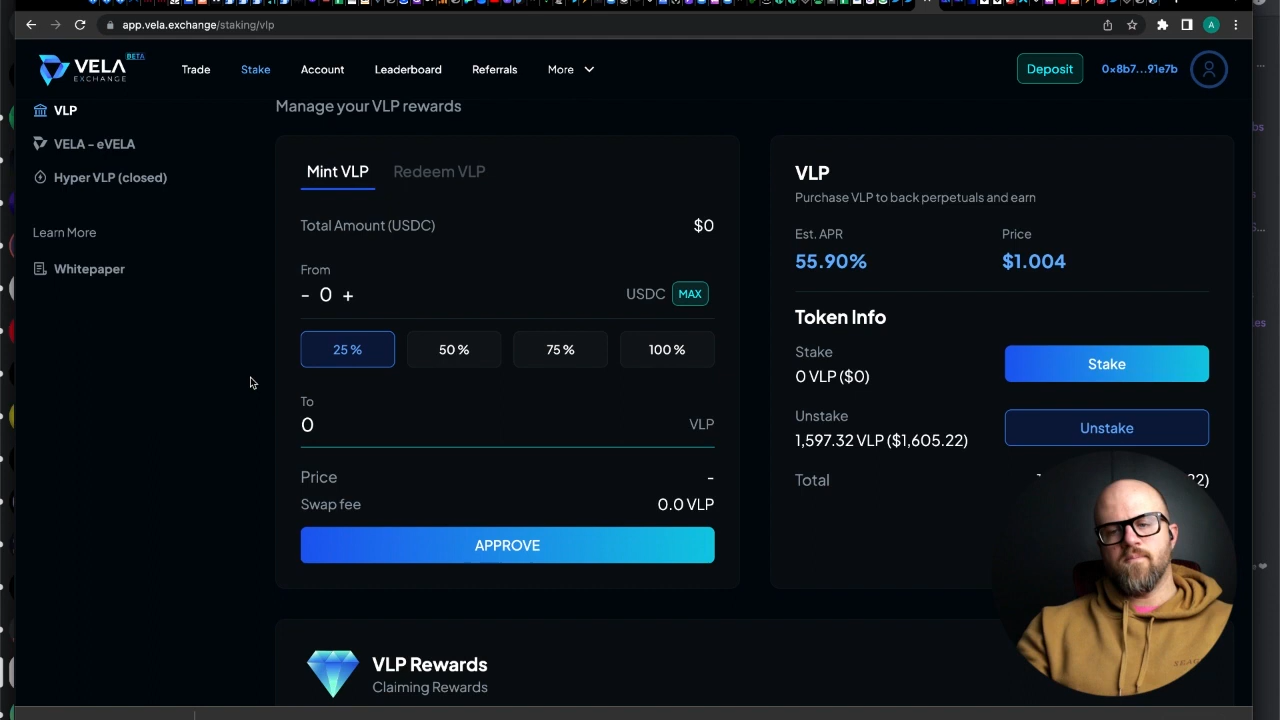 app.vela.exchange/staking/vlp
A
VELA BETA
EXCHANGE
Trade
Stake
Account
Leaderboard
Referrals
More
Deposit
0x8b7...91e7b
VLP
VELA - eVELA
Hyper VLP (closed)
Learn More
Whitepaper
Manage your VLP rewards
Mint VLP
Redeem VLP
Total Amount (USDC)
$0
From
- 0 +
USDC
MAX
25 %
50 %
75 %
100 %
To
0
VLP
Price
-
Swap fee
0.0 VLP
APPROVE
VLP
Purchase VLP to back perpetuals and earn
Est. APR
Price
55.90%
$1.004
Token Info
Stake
0 VLP ($0)
Stake
Unstake
1,597.32 VLP ($1,605.22)
Unstake
Total
VLP Rewards
Claiming Rewards